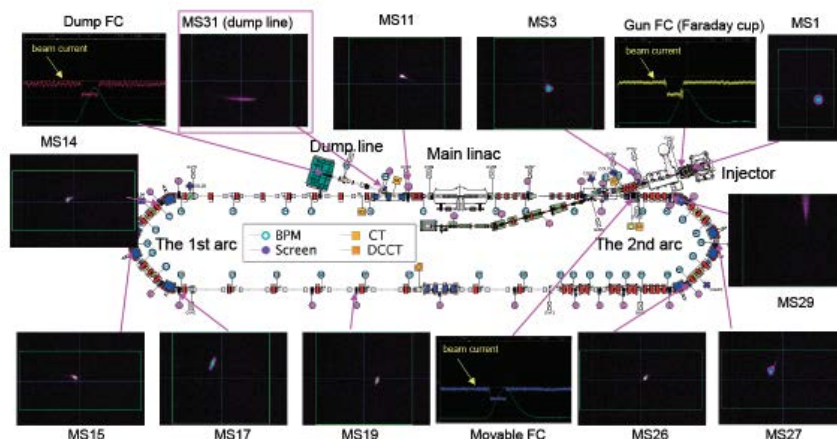 Dump FC
MS31 (dump line)
MS11
MS3
Gun FC (Faraday cup)
MS1
beam current
beam current
MS14
Dump line
Main linac
Injector
BPM
CT
Screen
DCCT
The 1st arc
The 2nd arc
MS29
beam current
MS15
MS17
MS19
Movable FC
MS26
MS27